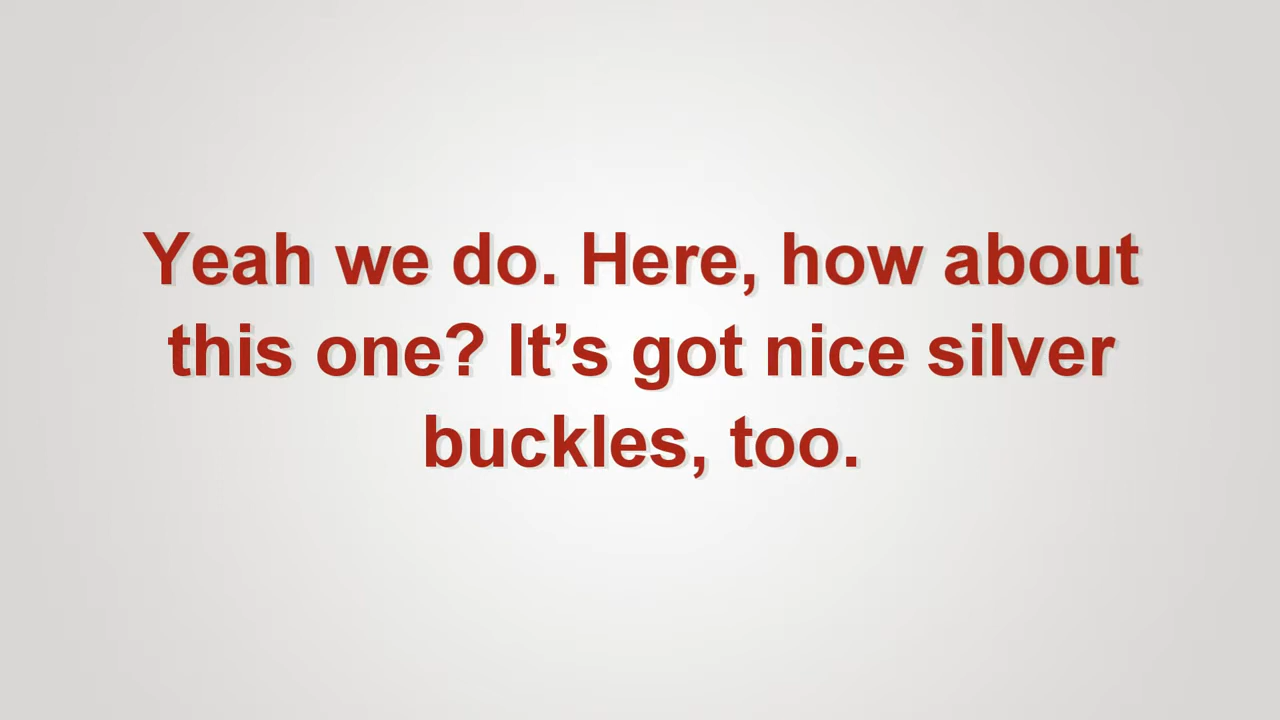 Yeah we do. Here, how about
this one? It’s got nice silver
buckles, too.